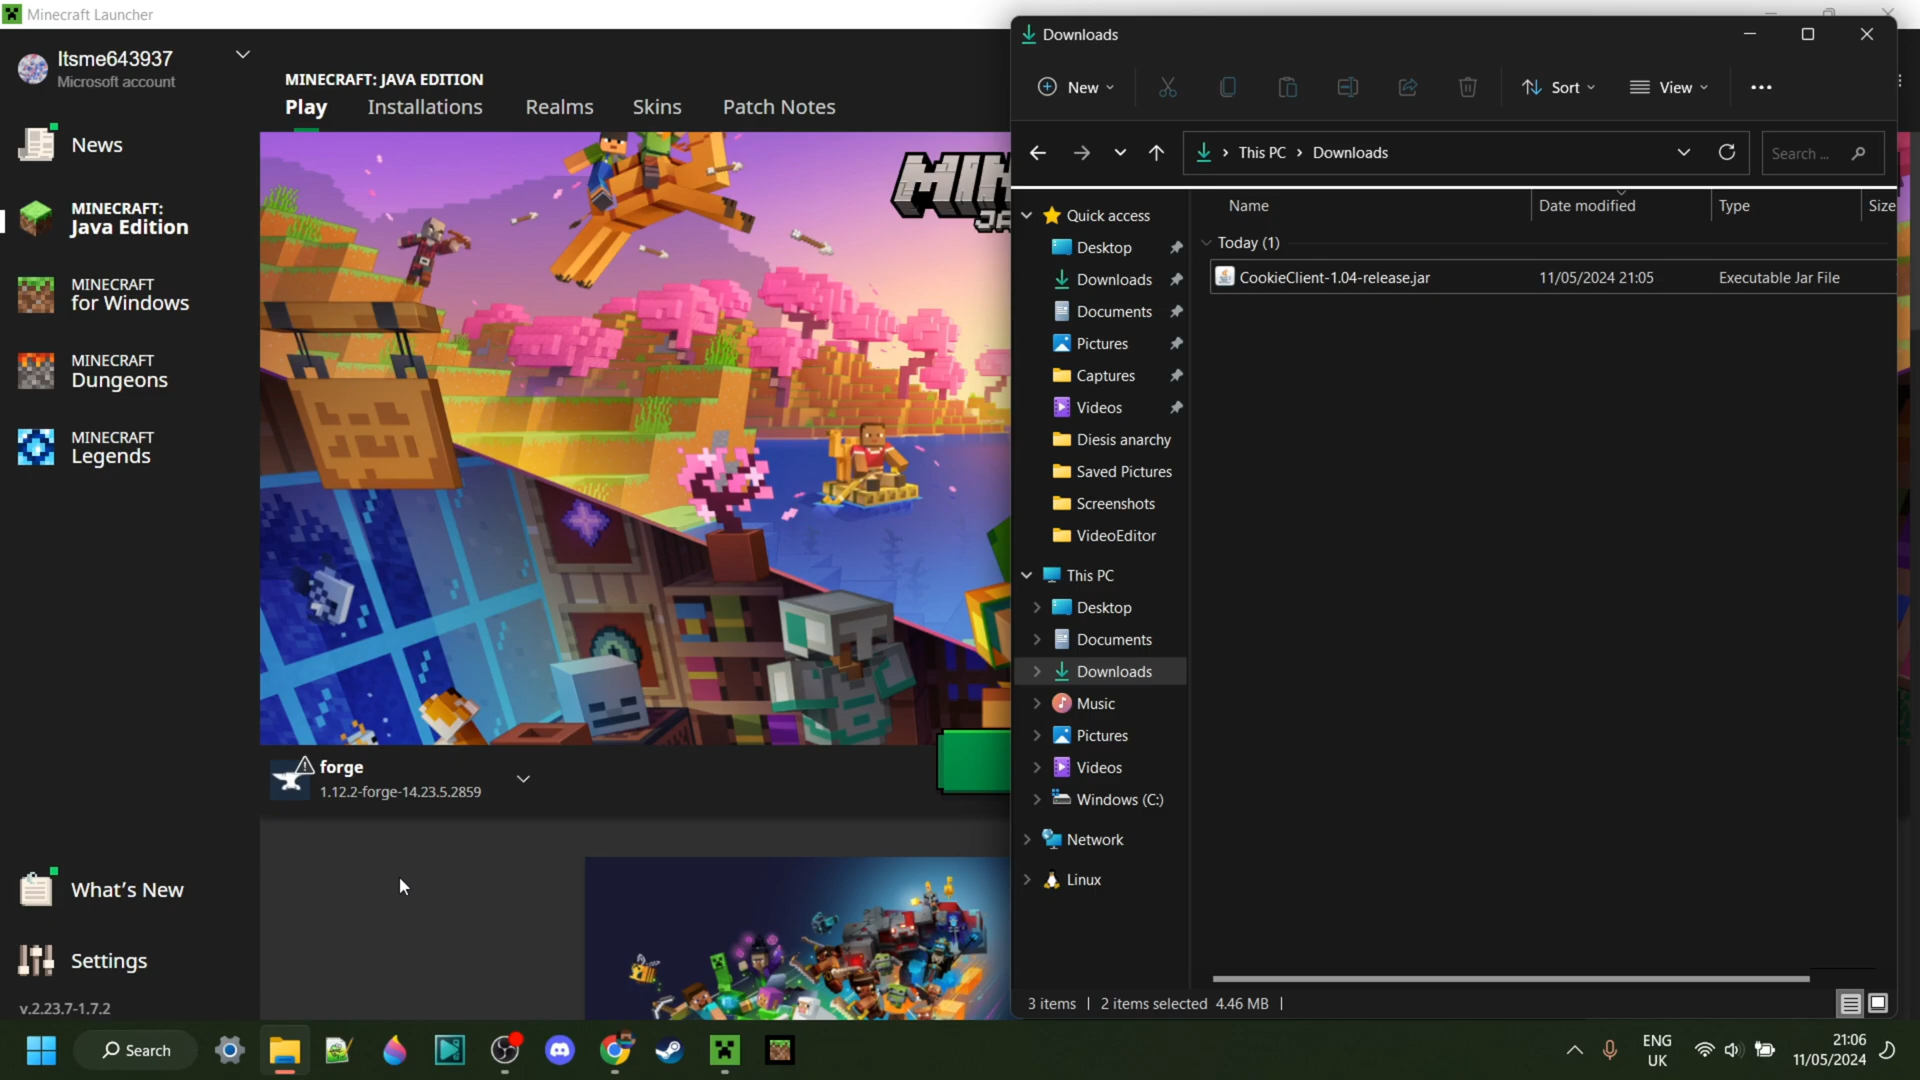 Minecraft Launcher
Itsme643937
Microsoft account
News
MINECRAFT:
Java Edition
MINECRAFT
for Windows
MINECRAFT
Dungeons
MINECRAFT
Legends
What's New
Settings
v.2.23.7-1.7.2
MINECRAFT: JAVA EDITION
Play Installations Realms Skins Patch Notes
forge
1.12.2-forge-14.23.5.2859
Downloads
New Sort View
This PC > Downloads
Search ...
Quick access
Desktop
Downloads
Documents
Pictures
Captures
Videos
Diesis anarchy
Saved Pictures
Screenshots
VideoEditor
This PC
Desktop
Documents
Downloads
Music
Pictures
Videos
Windows (C:)
Network
Linux
Name Date modified Type Size
Today (1)
CookieClient-1.04-release.jar 11/05/2024 21:05 Executable Jar File
3 items | 2 items selected 4.46 MB |
Search
ENG
UK
21:06
11/05/2024